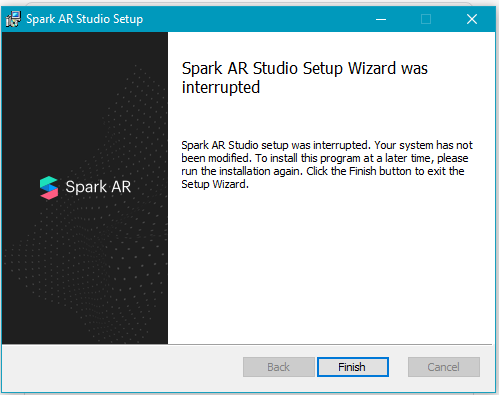 Spark AR Studio Setup
Spark AR Studio Setup Wizard was
interrupted
Spark AR Studio setup was interrupted. Your system has not
been modified. To install this program at a later time, please
run the installation again. Click the Finish button to exit the
Setup Wizard.
Spark AR
Back
Finish
Cancel